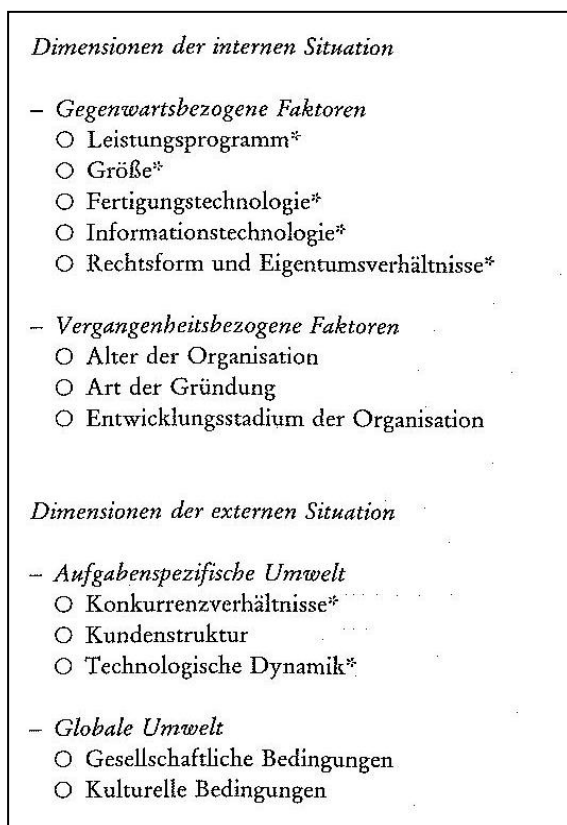 Dimensionen der internen Situation
– Gegenwartsbezogene Faktoren
○ Leistungsprogramm*
○ Größe*
○ Fertigungstechnologie*
○ Informationstechnologie*
○ Rechtsform und Eigentumsverhältnisse*
– Vergangenheitsbezogene Faktoren
○ Alter der Organisation
○ Art der Gründung
○ Entwicklungsstadium der Organisation
Dimensionen der externen Situation
– Aufgabenspezifische Umwelt
○ Konkurrenzverhältnisse*
○ Kundenstruktur
○ Technologische Dynamik*
– Globale Umwelt
○ Gesellschaftliche Bedingungen
○ Kulturelle Bedingungen